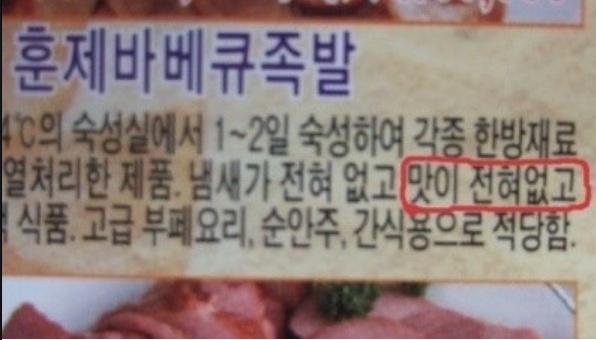 훈제바베큐족발
4℃의 숙성실에서 1~2일 숙성하여 각종 한방재료
열처리한 제품. 냄새가 전혀 없고 맛이 전혀없고
식품. 고급 부페요리, 술안주, 간식용으로 적당함.